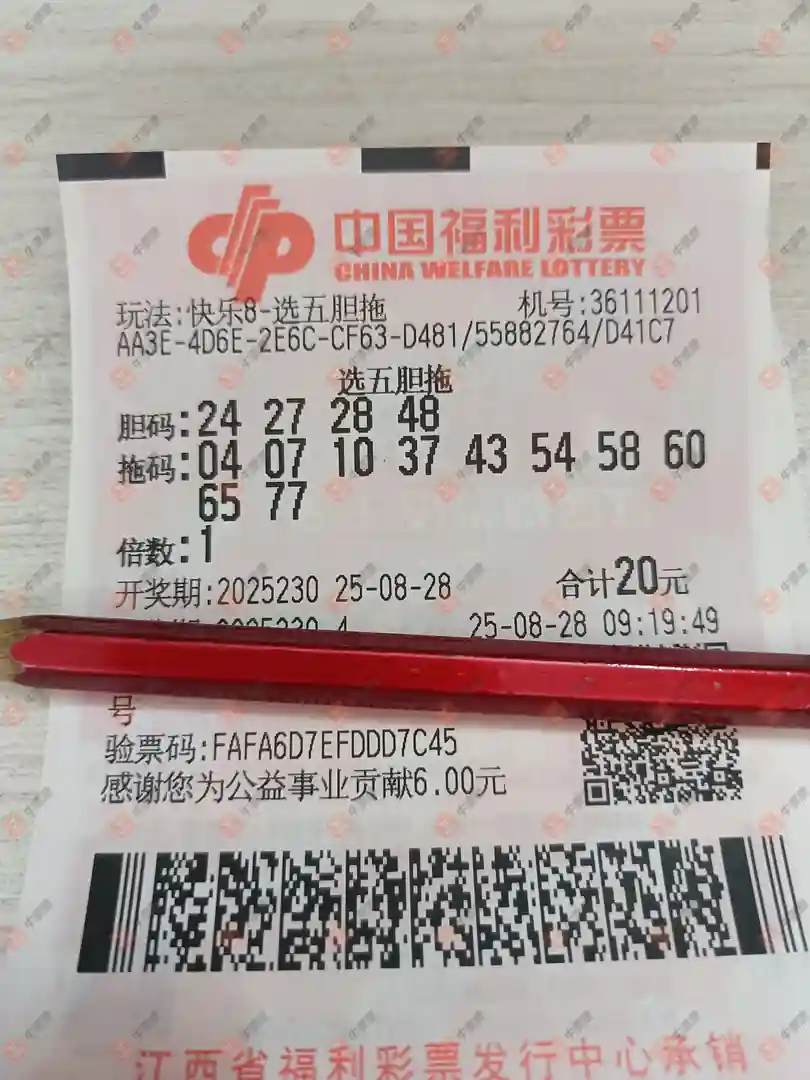 中国福利彩票
CHINA WELFARE LOTTERY
玩法:快乐8-选五胆拖 机号:36111201
AA3E-4D6E-2E6C-CF63-D481/55882764/D41C7
选五胆拖
胆码:24 27 28 48
拖码:04 07 10 37 43 54 58 60
65 77
倍数:1
开奖期:2025230 25-08-28 合计20元
25-08-28 09:19:49
号
验票码:FAFA6D7EFDDD7C45
感谢您为公益事业贡献6.00元
江西省福利彩票发行中心承销